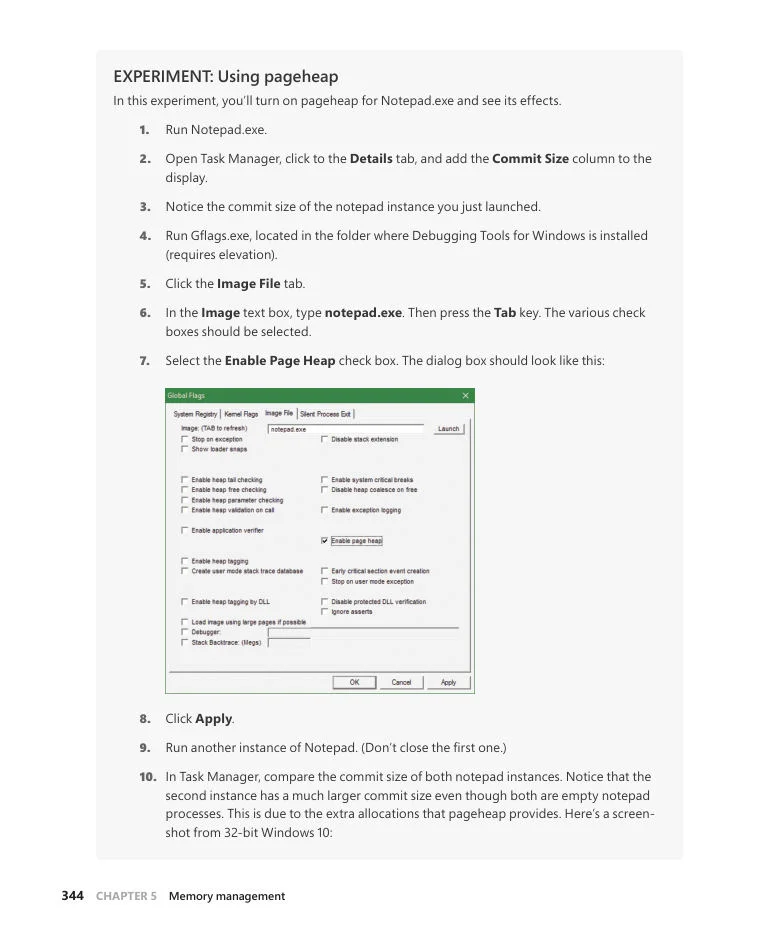 EXPERIMENT: Using pageheap
In this experiment, you’ll turn on pageheap for Notepad.exe and see its effects.
1. Run Notepad.exe.
2. Open Task Manager, click to the Details tab, and add the Commit Size column to the
display.
3. Notice the commit size of the notepad instance you just launched.
4. Run Gflags.exe, located in the folder where Debugging Tools for Windows is installed
(requires elevation).
5. Click the Image File tab.
6. In the Image text box, type notepad.exe. Then press the Tab key. The various check
boxes should be selected.
7. Select the Enable Page Heap check box. The dialog box should look like this:
Global Flags
System Registry Kernel Flags Image File Silent Process Exit
Image: (TAB to refresh) notepad.exe Launch
Stop on exception Disable stack extension
Show loader snaps
Enable heap tail checking Enable system critical breaks
Enable heap free checking Disable heap coalesce on free
Enable heap parameter checking
Enable heap validation on call Enable exception logging
Enable application verifier
Enable page heap
Enable heap tagging
Create user mode stack trace database Early critical section event creation
Stop on user mode exception
Enable heap tagging by DLL Disable protected DLL verification
Ignore asserts
Load image using large pages if possible
Debugger:
Stack Backtrace: (Megs)
OK Cancel Apply
8. Click Apply.
9. Run another instance of Notepad. (Don’t close the first one.)
10. In Task Manager, compare the commit size of both notepad instances. Notice that the
second instance has a much larger commit size even though both are empty notepad
processes. This is due to the extra allocations that pageheap provides. Here’s a screen-
shot from 32-bit Windows 10:
344 CHAPTER 5 Memory management